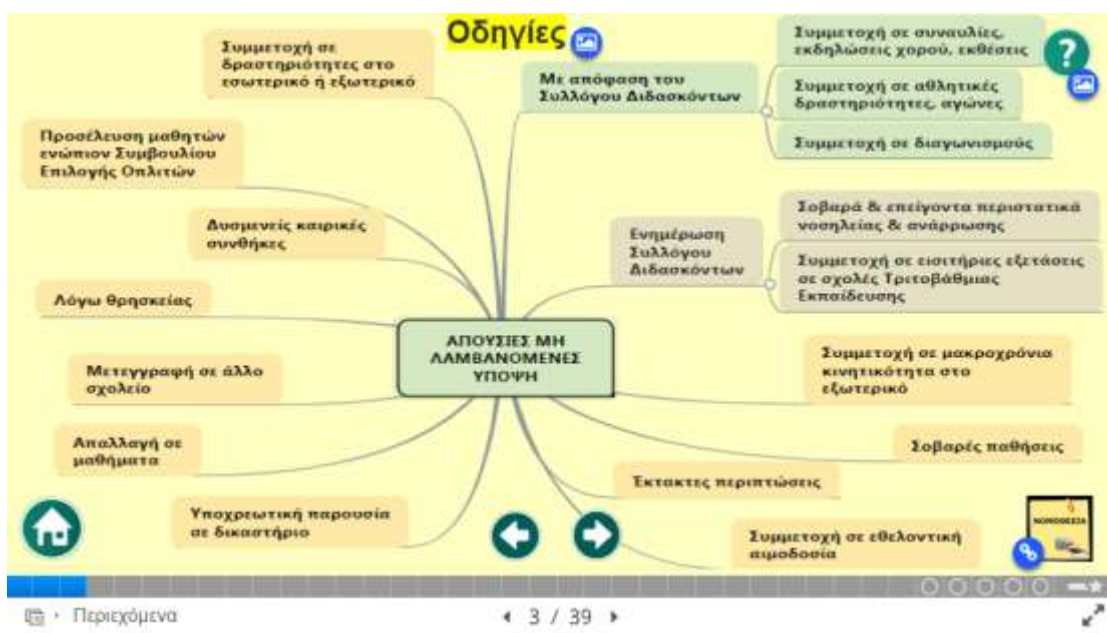 Οδηγίες
Συμμετοχή σε
δραστηριότητες στο
εσωτερικό ή εξωτερικό
Προσέλευση μαθητών
ενώπιον Συμβουλίου
Επιλογής Οπλιτών
Δυσμενείς καιρικές
συνθήκες
Λόγω θρησκείας
Μετεγγραφή σε άλλο
σχολείο
Απαλλαγή σε
μαθήματα
Υποχρεωτική παρουσία
σε δικαστήριο
ΑΠΟΥΣΙΕΣ ΜΗ
ΛΑΜΒΑΝΟΜΕΝΕΣ
ΥΠΟΨΗ
Με απόφαση του
Συλλόγου Διδασκόντων
Συμμετοχή σε συναυλίες,
εκδηλώσεις χορού, εκθέσεις
Συμμετοχή σε αθλητικές
δραστηριότητες, αγώνες
Συμμετοχή σε διαγωνισμούς
Ενημέρωση
Συλλόγου
Διδασκόντων
Σοβαρά & επείγοντα περιστατικά
νοσηλείας & ανάρρωσης
Συμμετοχή σε εισιτήριες εξετάσεις
σε σχολές Τριτοβάθμιας
Εκπαίδευσης
Συμμετοχή σε μακροχρόνια
κινητικότητα στο
εξωτερικό
Σοβαρές παθήσεις
Έκτακτες περιπτώσεις
Συμμετοχή σε εθελοντική
αιμοδοσία
?
ΝΟΜΟΘΕΣΙΑ
Περιεχόμενα
3 / 39